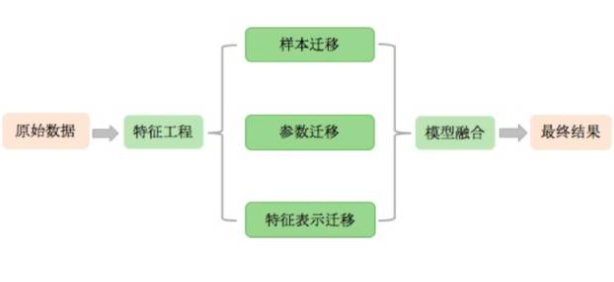 原始数据
特征工程
样本迁移
参数迁移
特征表示迁移
模型融合
最终结果